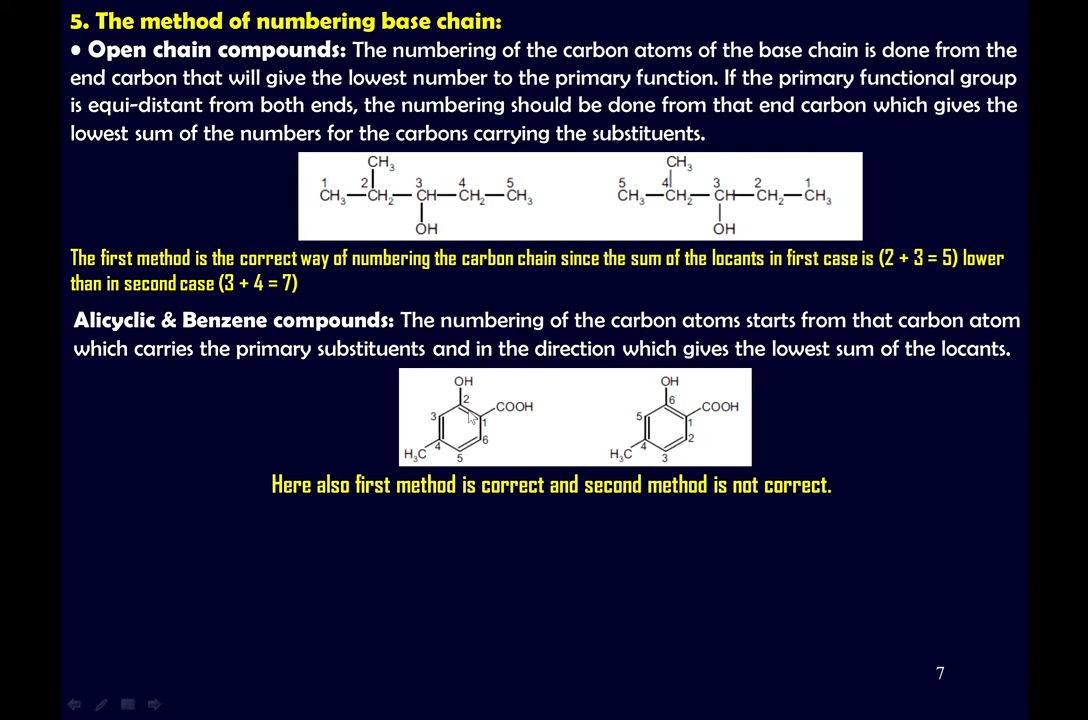 5. The method of numbering base chain:
• Open chain compounds: The numbering of the carbon atoms of the base chain is done from the
end carbon that will give the lowest number to the primary function. If the primary functional group
is equi-distant from both ends, the numbering should be done from that end carbon which gives the
lowest sum of the numbers for the carbons carrying the substituents.
CH3 CH3
1 2 3 4 5 5 4 3 2 1
CH3—CH2—CH—CH2—CH3 CH3—CH2—CH—CH2—CH3
OH OH
The first method is the correct way of numbering the carbon chain since the sum of the locants in first case is (2 + 3 = 5) lower
than in second case (3 + 4 = 7)
Alicyclic & Benzene compounds: The numbering of the carbon atoms starts from that carbon atom
which carries the primary substituents and in the direction which gives the lowest sum of the locants.
OH OH
2 6
COOH COOH
3 1 5 1
4 6 4 2
H3C 5 H3C 3
Here also first method is correct and second method is not correct.
7